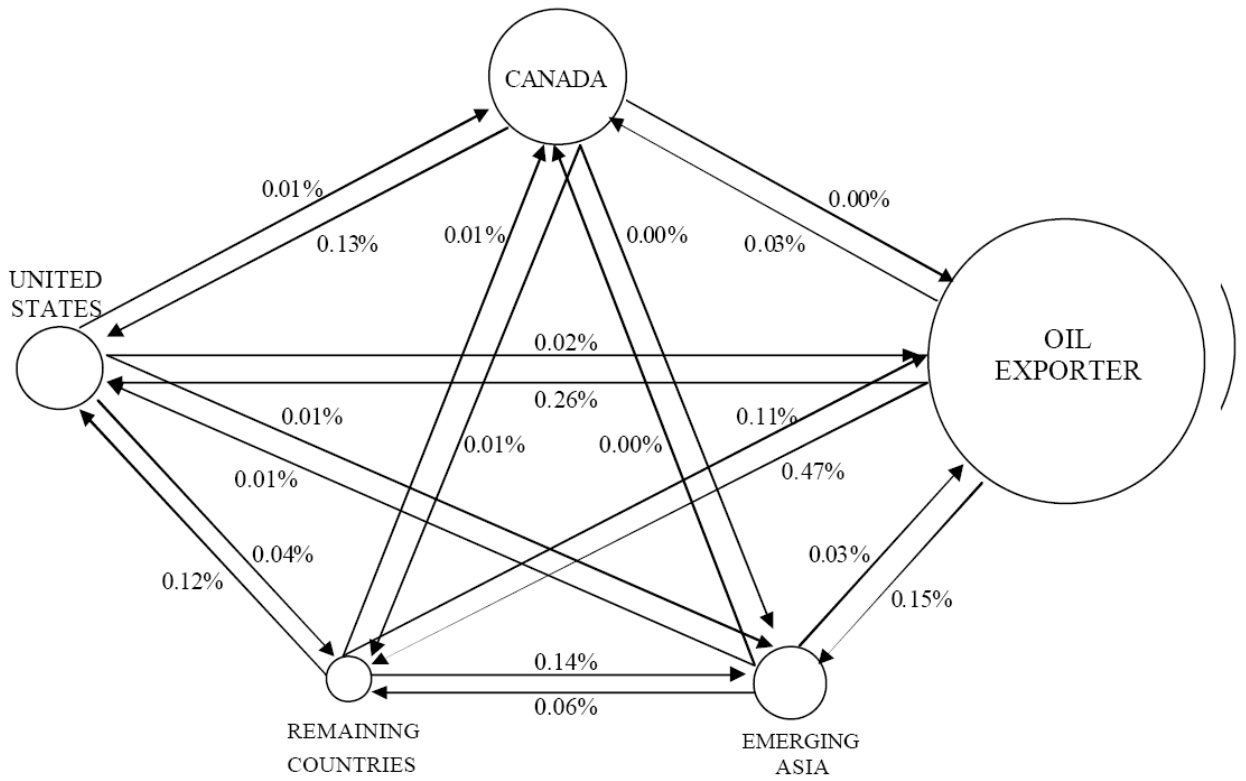 CANADA
0.01%
0.13%
0.01%
0.00%
0.03%
0.00%
UNITED
STATES
OIL
EXPORTER
0.02%
0.26%
0.01%
0.01%
0.01%
0.00%
0.11%
0.47%
0.04%
0.12%
0.03%
0.15%
0.14%
0.06%
REMAINING
COUNTRIES
EMERGING
ASIA